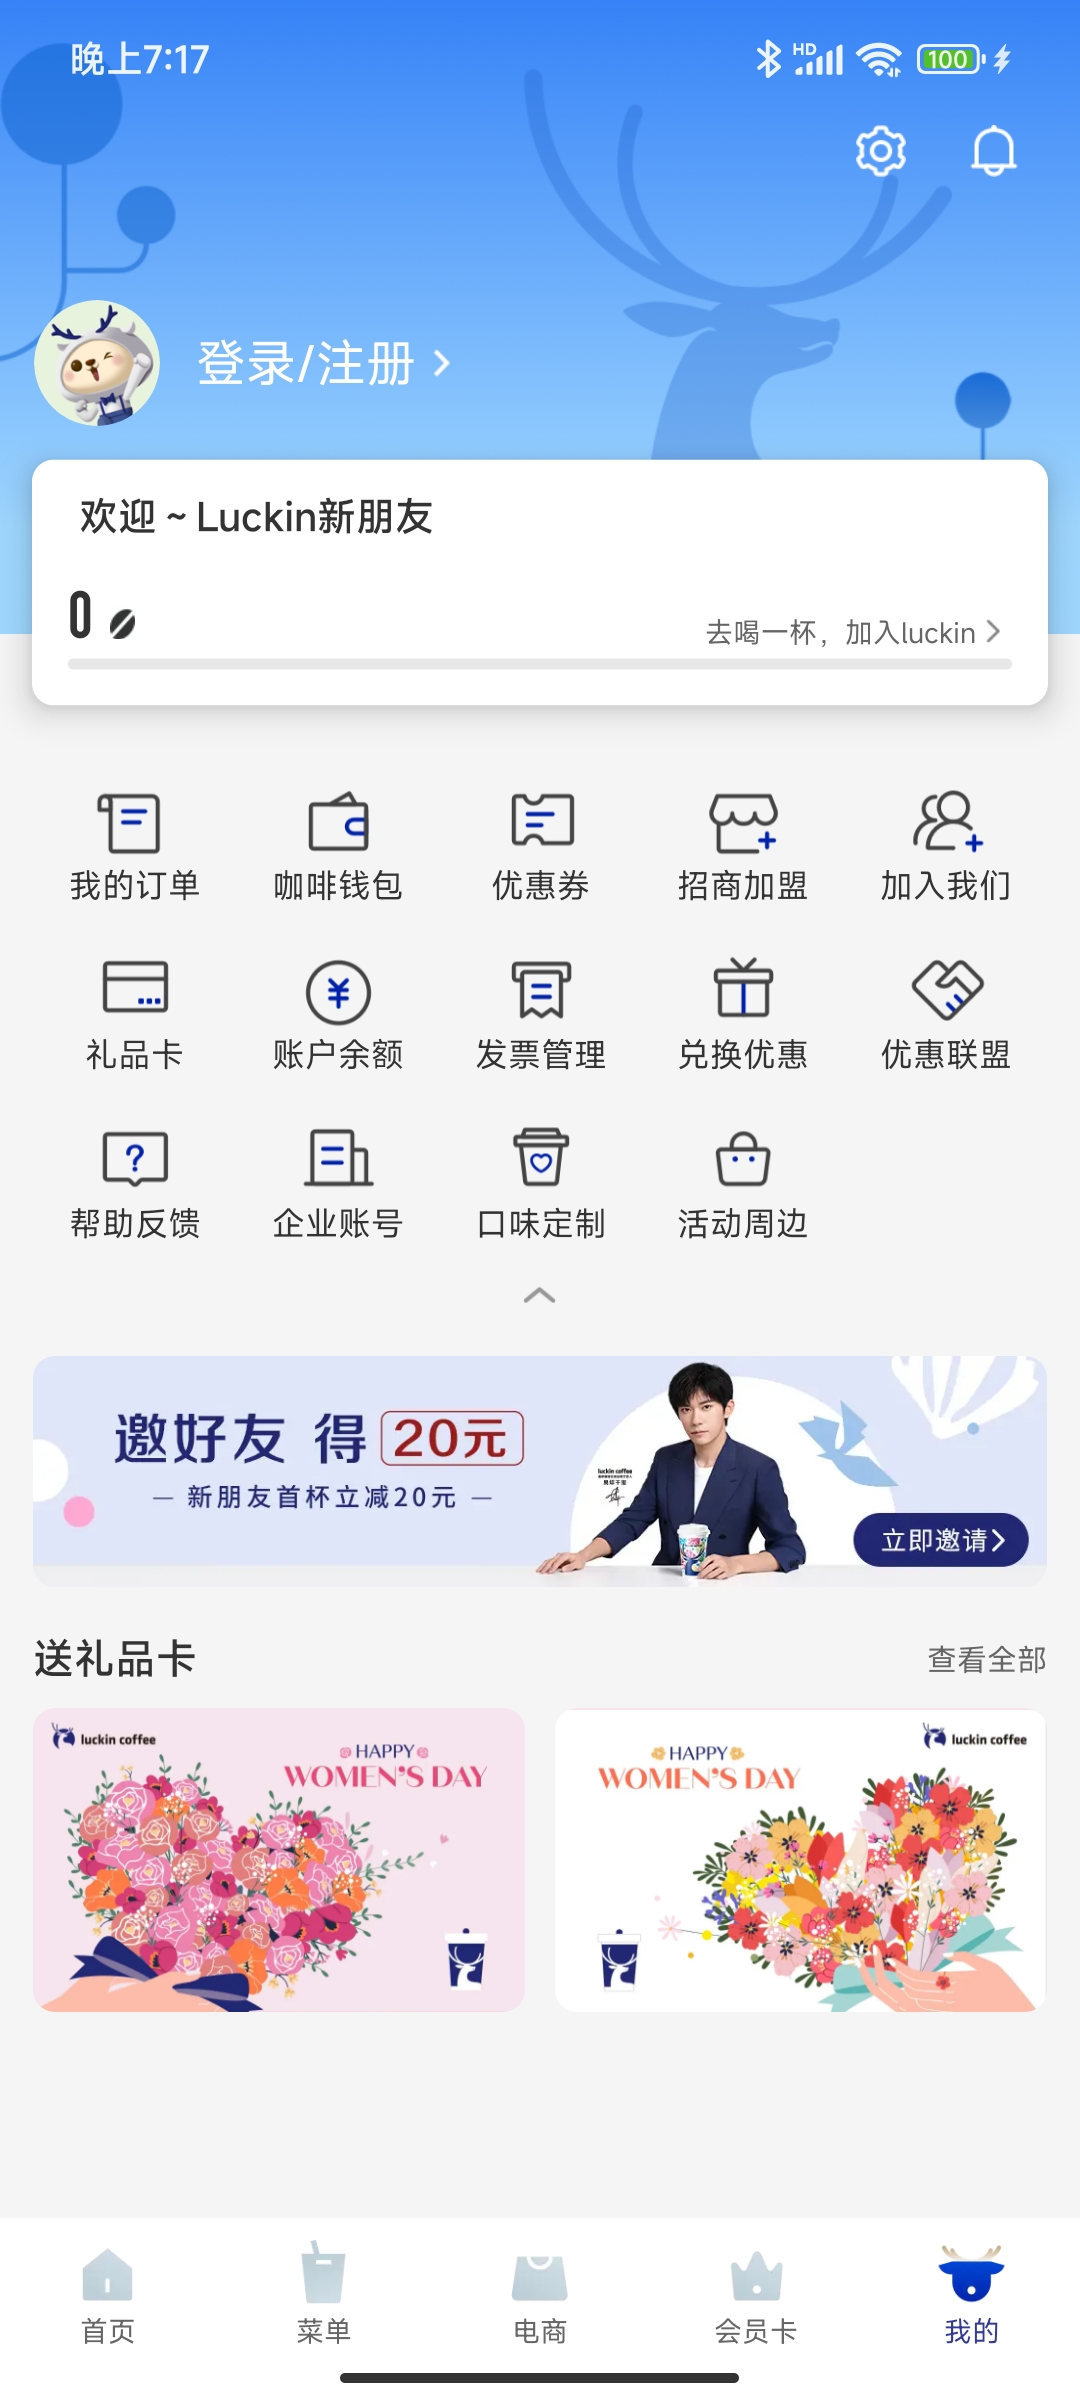 晚上7:17
HD
100
登录/注册
欢迎 ~ Luckin新朋友
0
去喝一杯，加入luckin
我的订单
咖啡钱包
优惠券
招商加盟
加入我们
礼品卡
账户余额
发票管理
兑换优惠
优惠联盟
帮助反馈
企业账号
口味定制
活动周边
邀好友 得 20元
— 新朋友首杯立减20元 —
luckin coffee
立即邀请
送礼品卡
查看全部
luckin coffee
HAPPY
WOMEN'S DAY
luckin coffee
HAPPY
WOMEN'S DAY
首页
菜单
电商
会员卡
我的